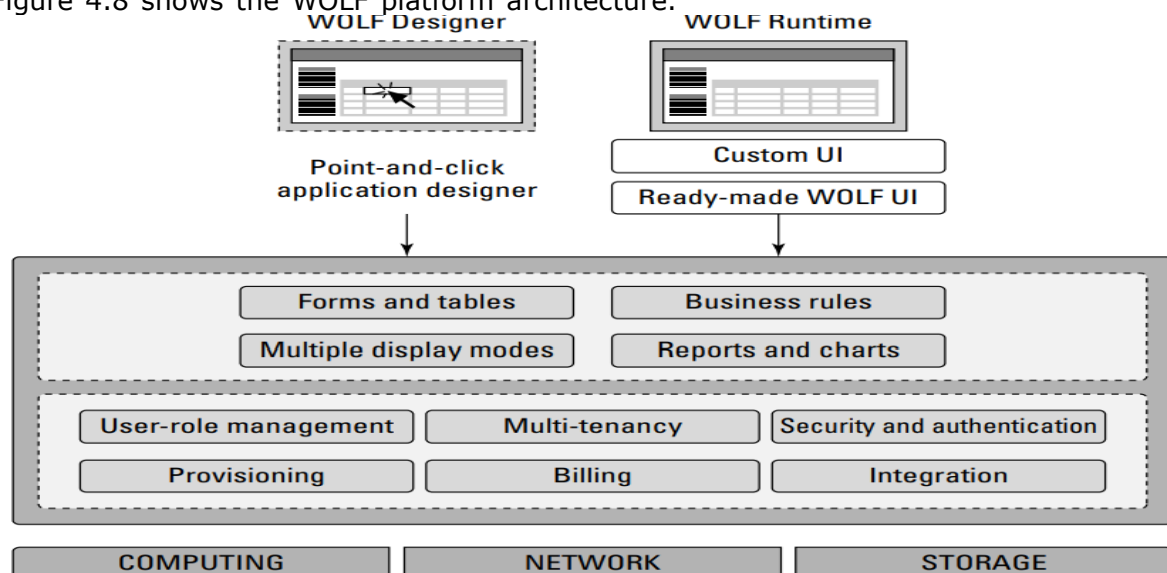 Figure 4.8 shows the WOLF platform architecture.
WOLF Designer
WOLF Runtime
Point-and-click
application designer
Custom UI
Ready-made WOLF UI
Forms and tables
Business rules
Multiple display modes
Reports and charts
User-role management
Multi-tenancy
Security and authentication
Provisioning
Billing
Integration
COMPUTING
NETWORK
STORAGE